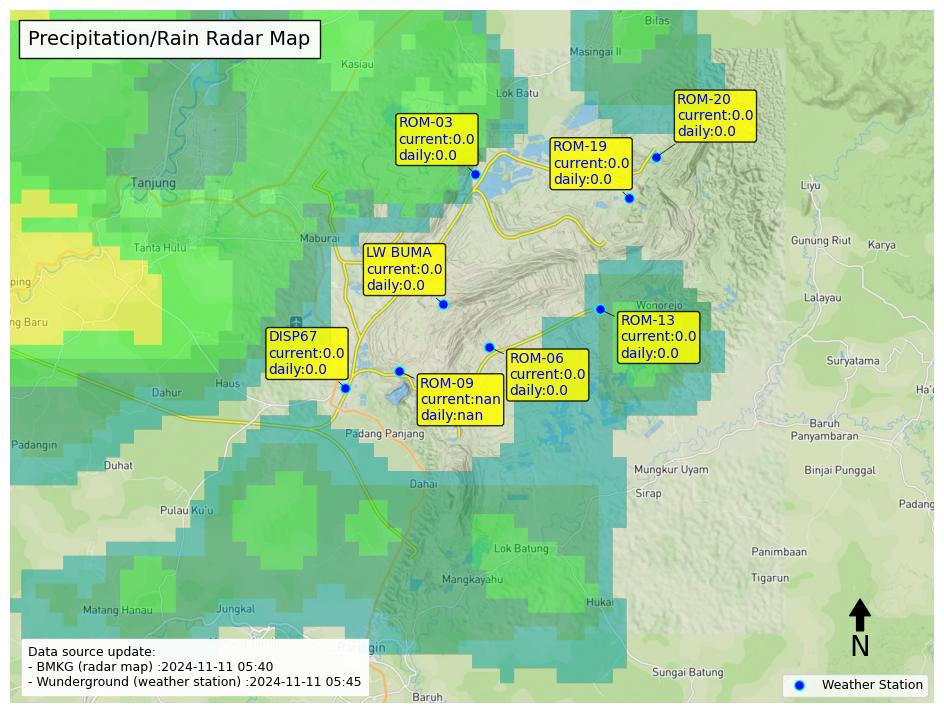 Precipitation/Rain Radar Map
Bilas
Masingai II
Kasiau
Lok Batu
ROM-20
current:0.0
daily:0.0
ROM-03
current:0.0
daily:0.0
ROM-19
current:0.0
daily:0.0
Tanjung
Liyu
Maburai
Tanta Hulu
Gunung Riut
Karya
LW BUMA
current:0.0
daily:0.0
ping
Lalayau
Wonorejo
ng Baru
ROM-13
current:0.0
daily:0.0
DISP67
current:0.0
daily:0.0
ROM-06
current:0.0
daily:0.0
Suryatama
Haus
Dahur
ROM-09
current:nan
daily:nan
Ha
Baruh
Panyambaran
Padang Panjang
Padangin
Duhat
Mungkur Uyam
Binjai Punggal
Dahai
Sirap
Padang
Pulau Ku'u
Lok Batung
Panimbaan
Mangkayahu
Tigarun
Hukai
Matang Hanau
Jungkal
N
Data source update:
- BMKG (radar map) :2024-11-11 05:40
- Wunderground (weather station) :2024-11-11 05:45
Sungai Batung
Weather Station
Baruh